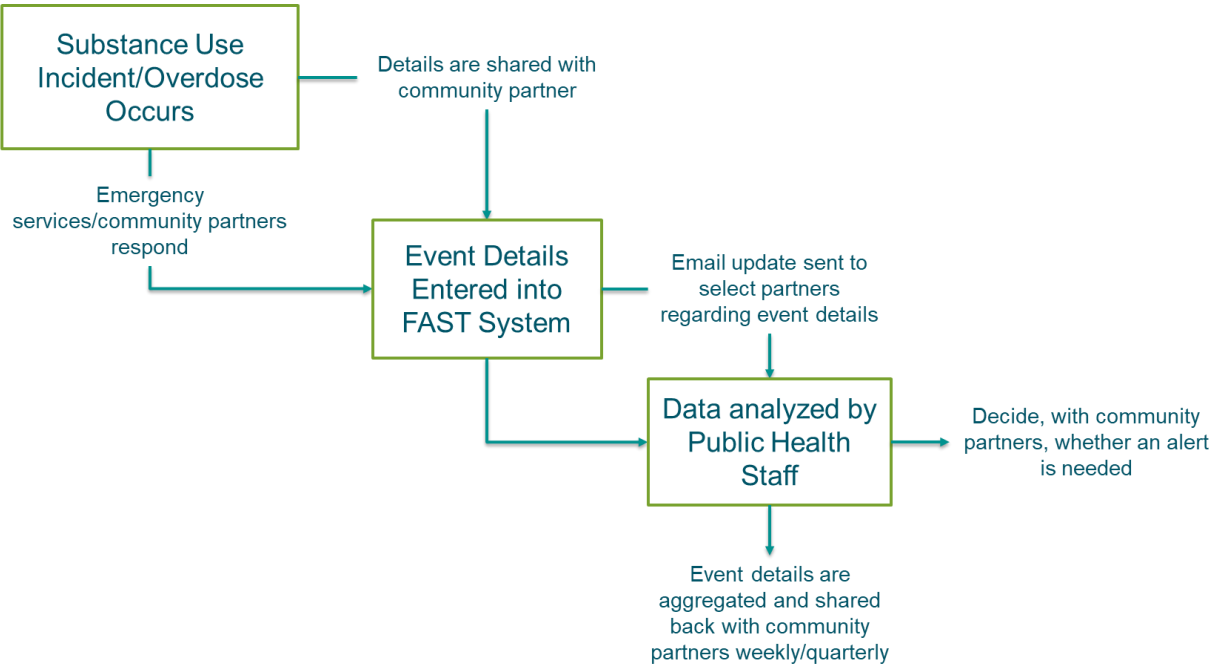 Substance Use
Incident/Overdose
Occurs
Details are shared with
community partner
Emergency
services/community partners
respond
Event Details
Entered into
FAST System
Email update sent to
select partners
regarding event details
Data analyzed by
Public Health
Staff
Decide, with community
partners, whether an alert
is needed
Event details are
aggregated and shared
back with community
partners weekly/quarterly